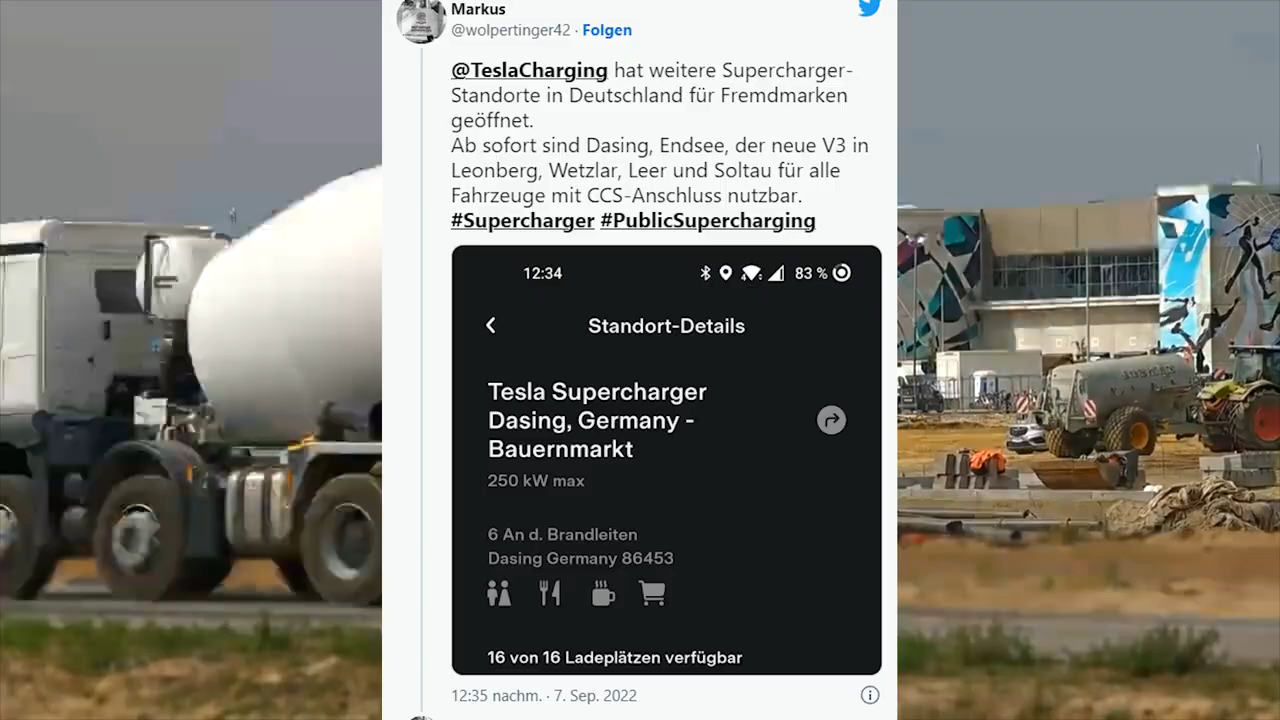 Markus
@wolpertinger42 · Folgen
@TeslaCharging hat weitere Supercharger-
Standorte in Deutschland für Fremdmarken
geöffnet.
Ab sofort sind Dasing, Endsee, der neue V3 in
Leonberg, Wetzlar, Leer und Soltau für alle
Fahrzeuge mit CCS-Anschluss nutzbar.
#Supercharger #PublicSupercharging
12:34
83 %
Standort-Details
Tesla Supercharger
Dasing, Germany -
Bauernmarkt
250 kW max
6 An d. Brandleiten
Dasing Germany 86453
16 von 16 Ladeplätzen verfügbar
12:35 nachm. · 7. Sep. 2022